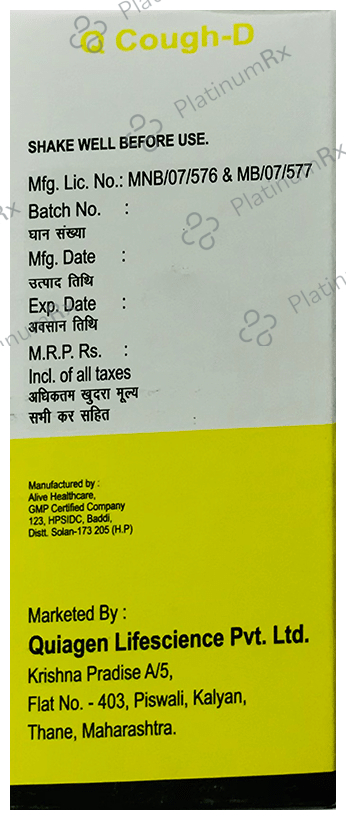 Q Cough-D
SHAKE WELL BEFORE USE.
Mfg. Lic. No.: MNB/07/576 & MB/07/577
Batch No. :
घान संख्या
Mfg. Date :
उत्पाद तिथि
Exp. Date :
अवसान तिथि
M.R.P. Rs. :
Incl. of all taxes
अधिकतम खुदरा मूल्य
सभी कर सहित
Manufactured by :
Alive Healthcare,
GMP Certified Company
123, HPSIDC, Baddi,
Distt. Solan-173 205 (H.P)
Marketed By :
Quiagen Lifescience Pvt. Ltd.
Krishna Pradise A/5,
Flat No. - 403, Piswali, Kalyan,
Thane, Maharashtra.
PlatinumRx
PlatinumRx